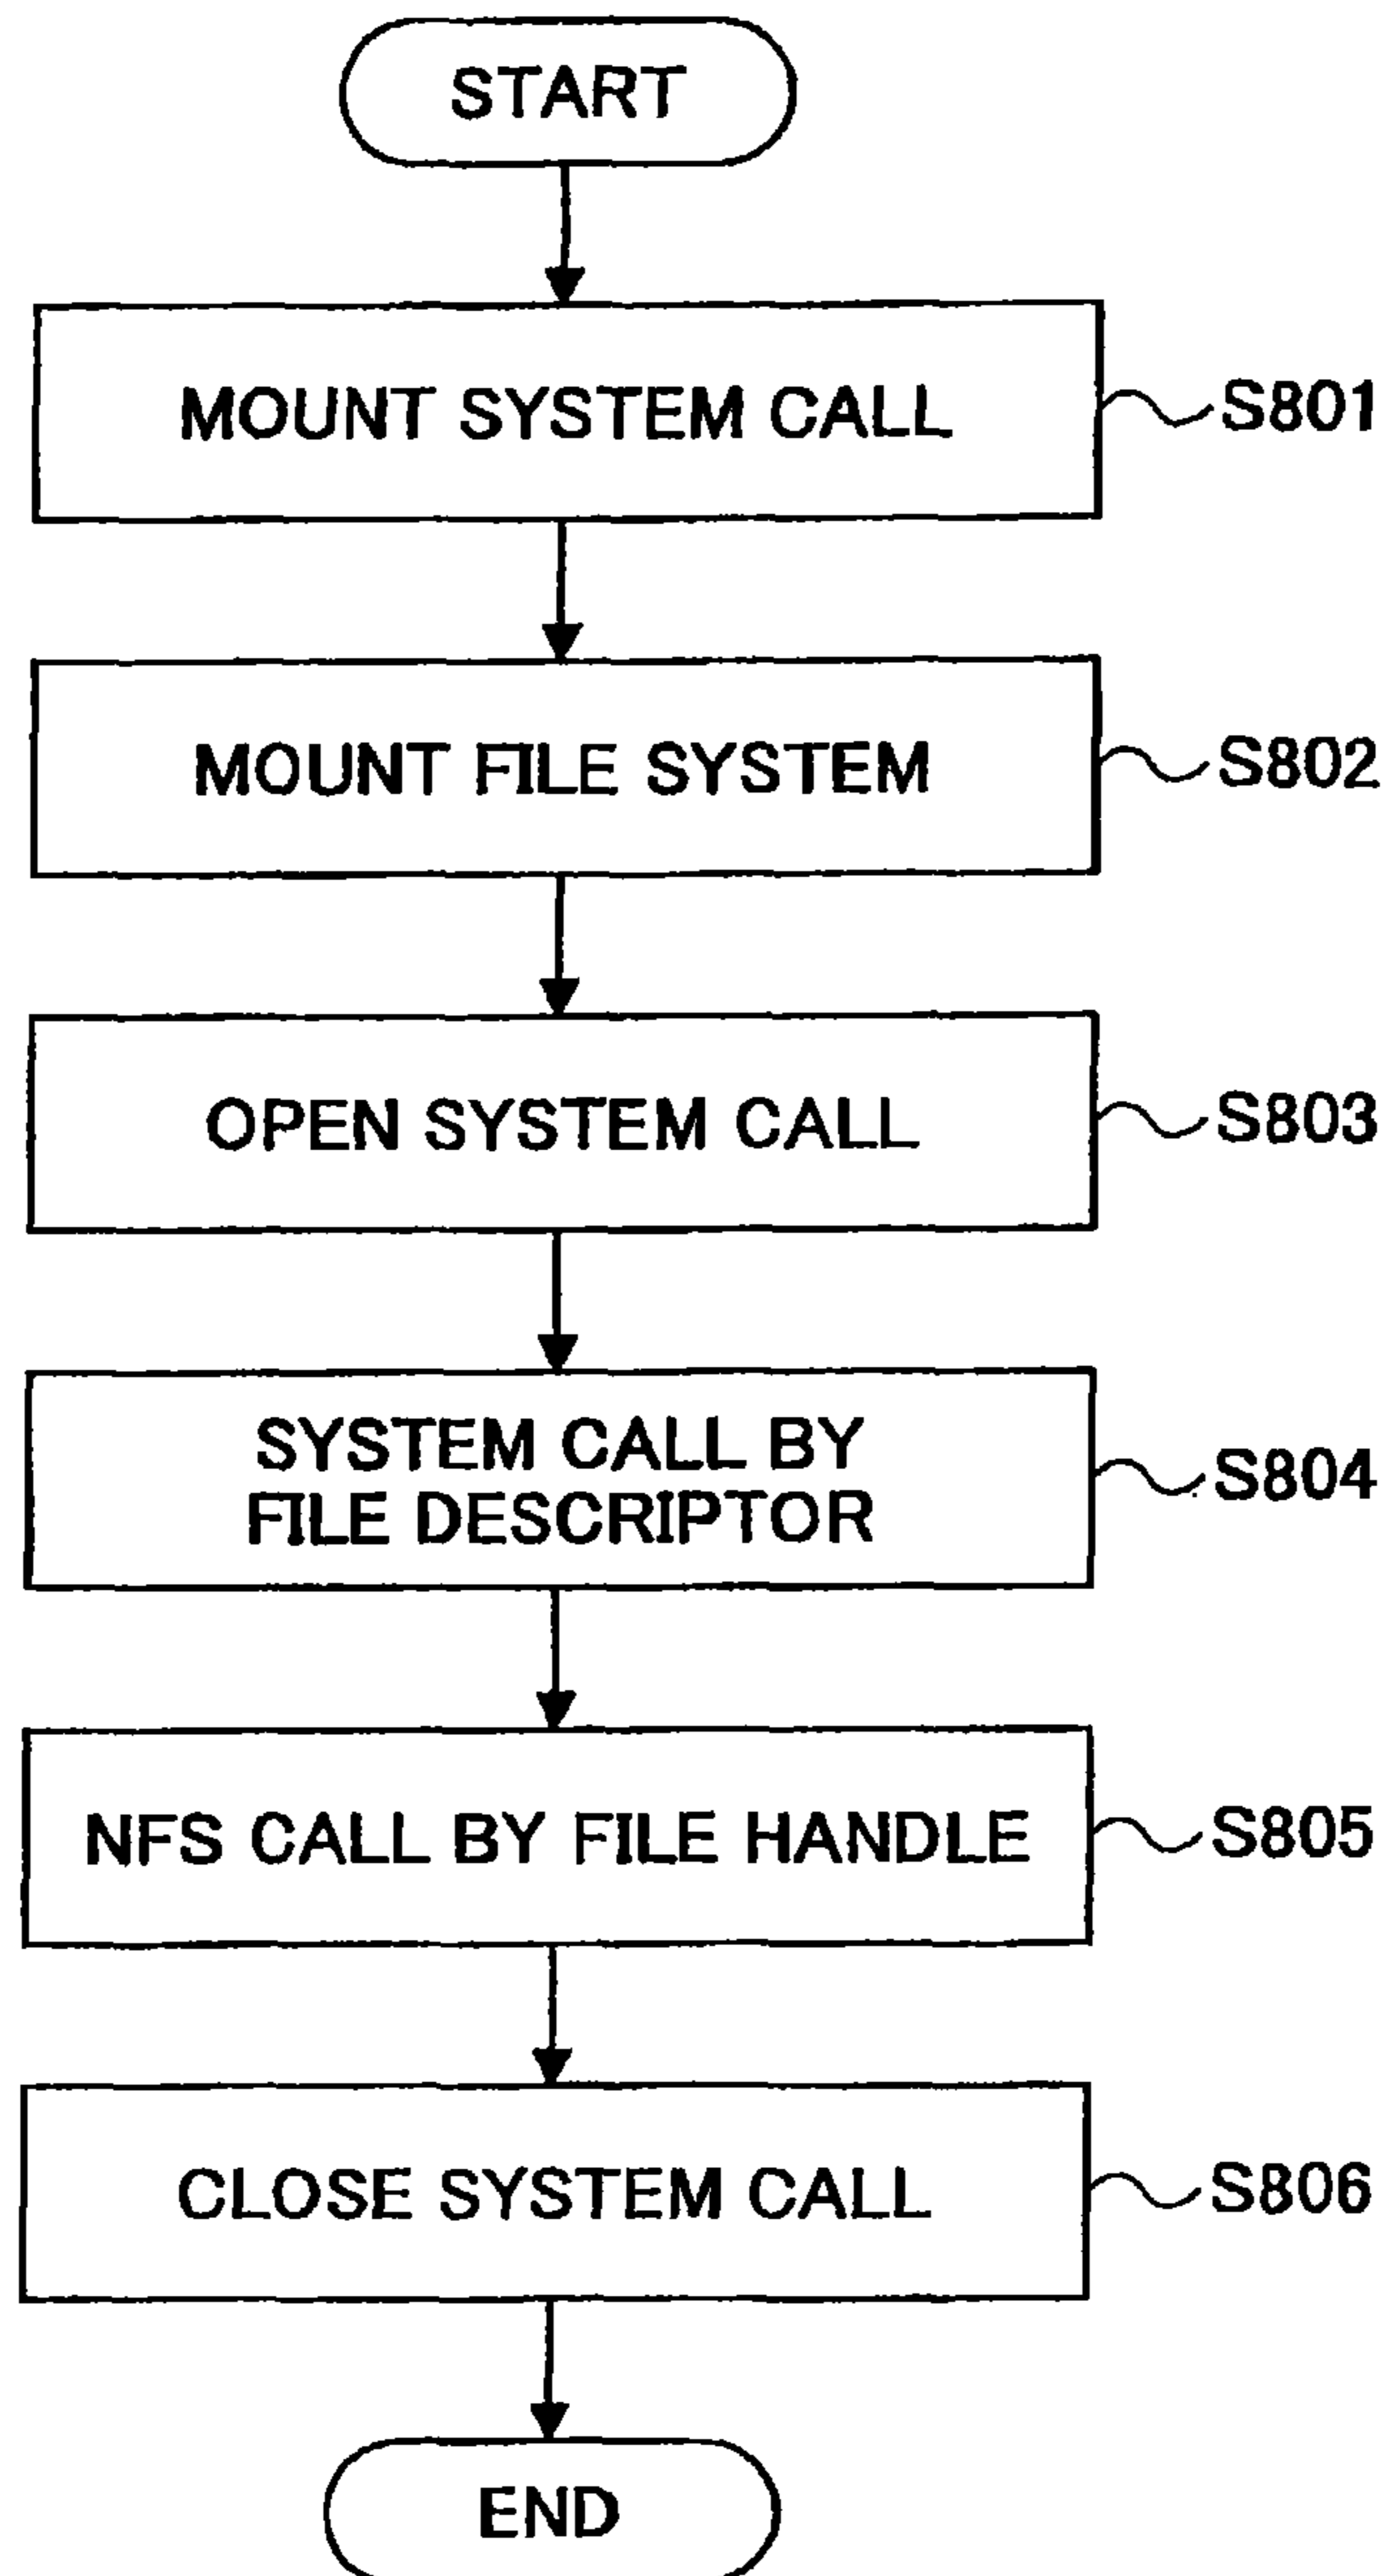 START
MOUNT SYSTEM CALL
S801
MOUNT FILE SYSTEM
S802
OPEN SYSTEM CALL
S803
SYSTEM CALL BY
FILE DESCRIPTOR
S804
NFS CALL BY FILE HANDLE
S805
CLOSE SYSTEM CALL
S806
END